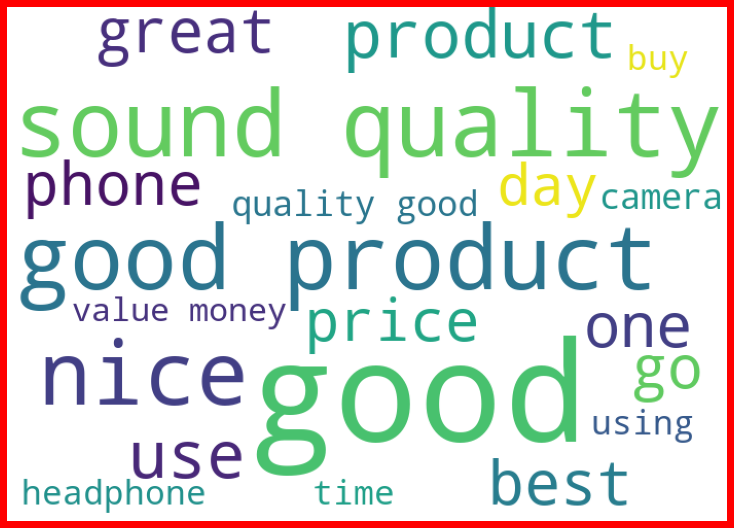 great product
buy
sound quality
phone day
quality good camera
good product
value money price one
nice good go
using
use best
headphone time